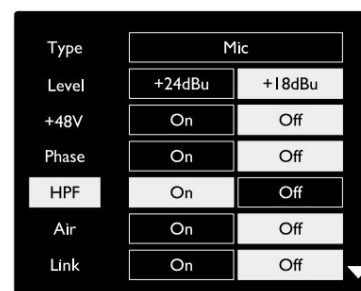 Type Mic
Level +24dBu +18dBu
+48V On Off
Phase On Off
HPF On Off
Air On Off
Link On Off